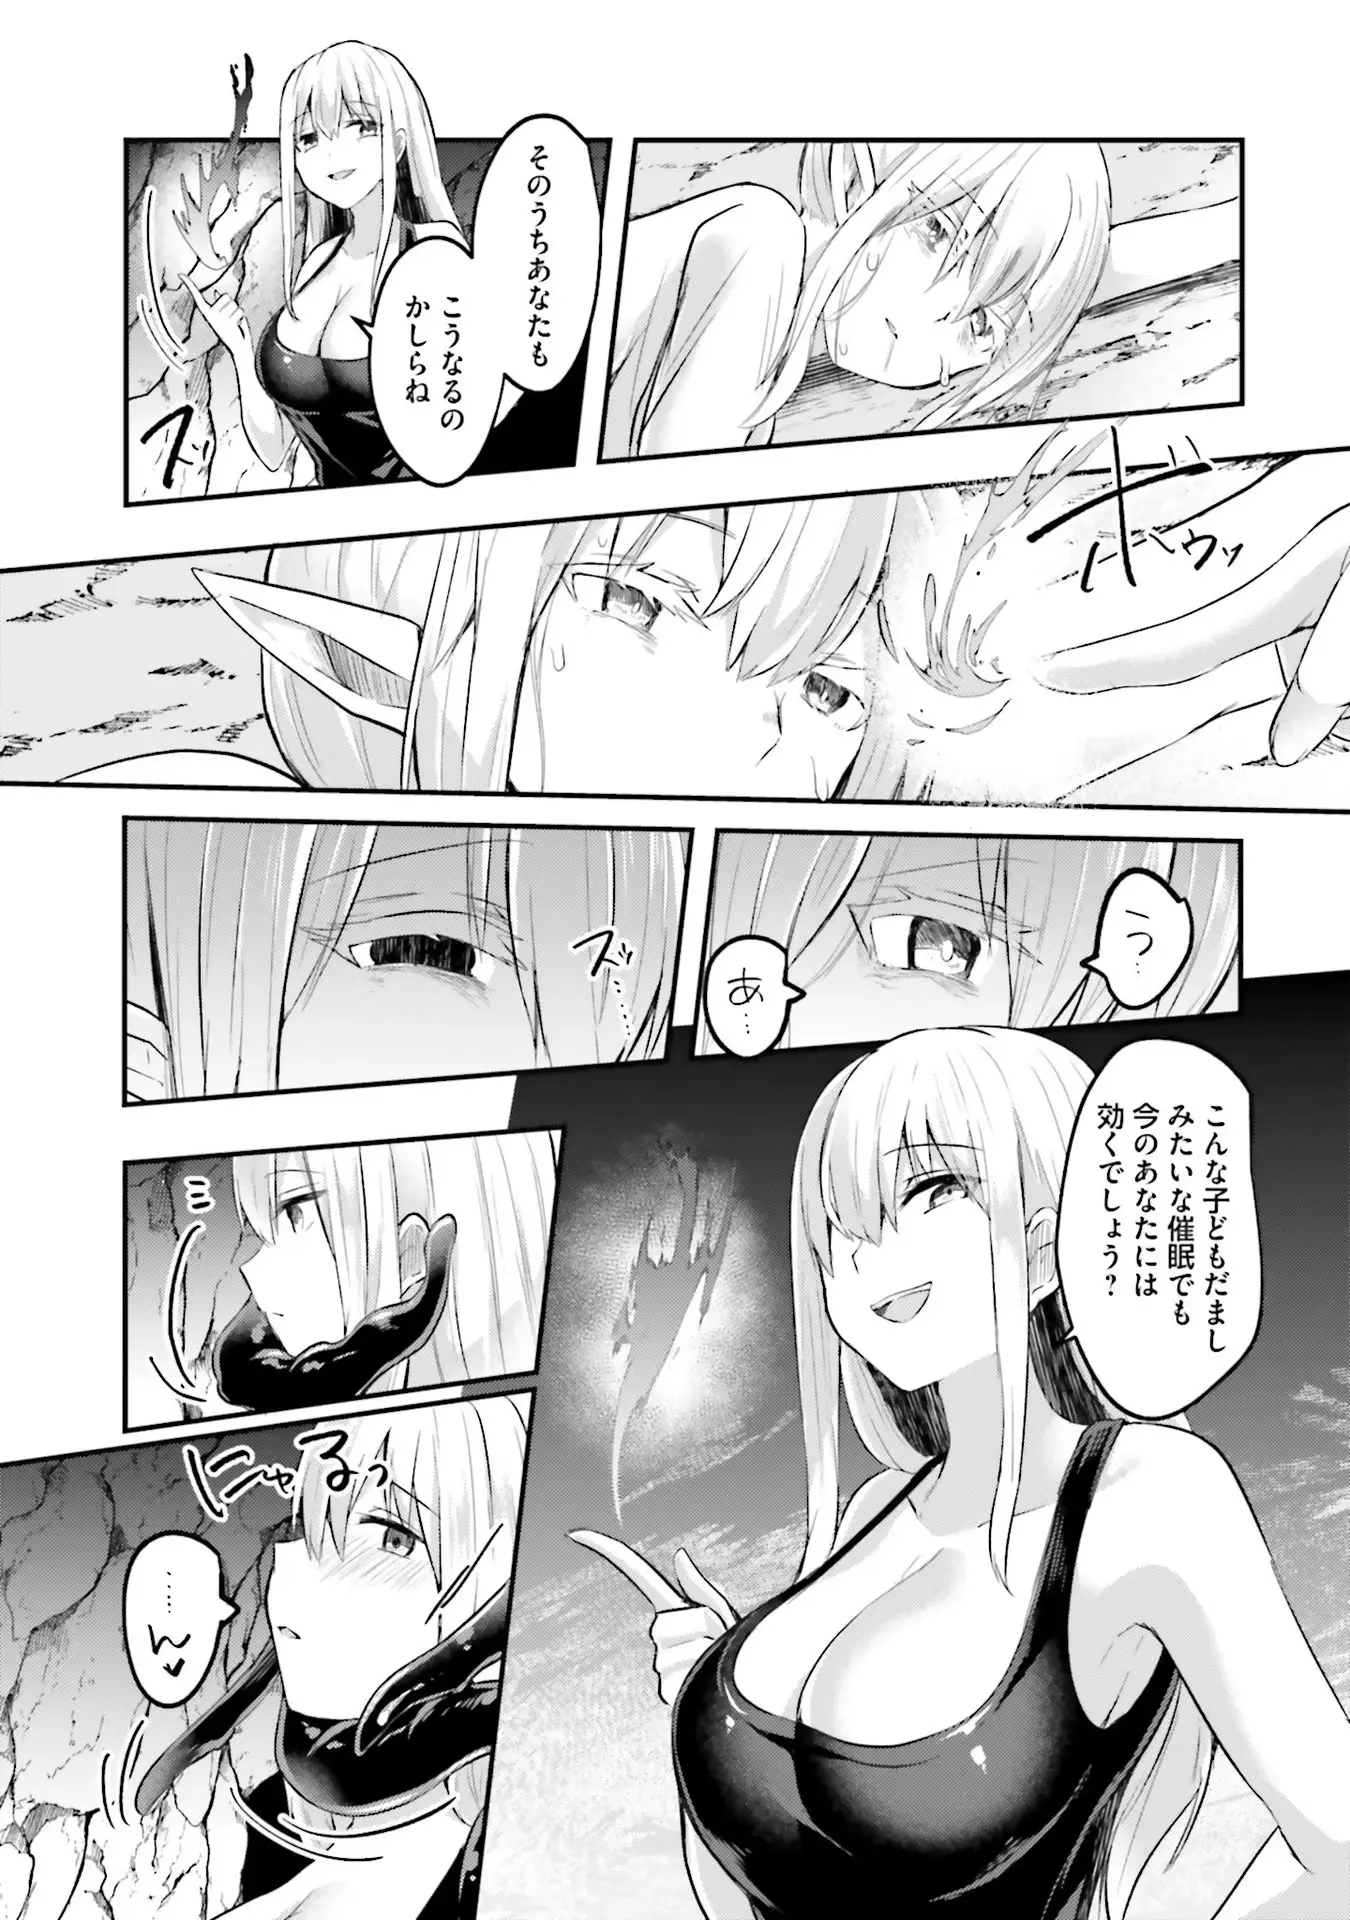 そのうちあなたも
こうなるの
かしらね
ズッ
ボゥッ
う…
あ…
ズッ……
こんな子どもだまし
みたいな催眠でも
今のあなたには
効くでしょう？
ミ
にゅるっ
……
ん♥